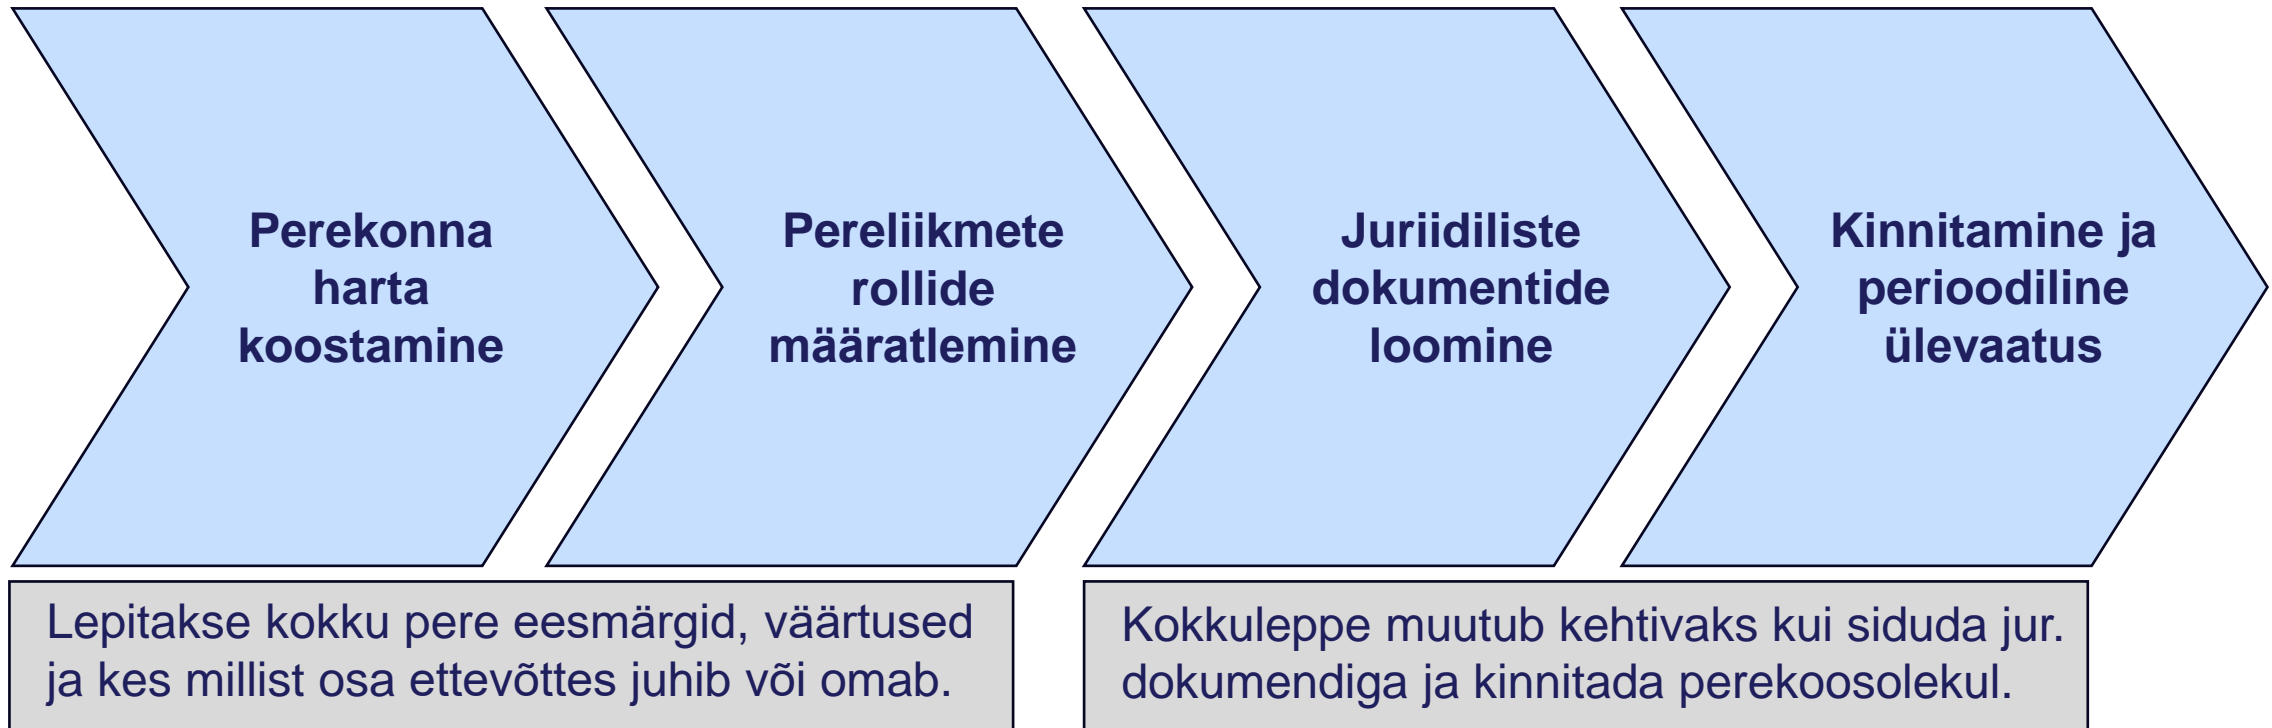 Perekonna
harta
koostamine
Pereliikmete
rollide
määratlemine
Juriidiliste
dokumentide
loomine
Kinnitamine ja
perioodiline
ülevaatus
Lepitakse kokku pere eesmärgid, väärtused
ja kes millist osa ettevõttes juhib või omab.
Kokkuleppe muutub kehtivaks kui siduda jur.
dokumendiga ja kinnitada perekoosolekul.